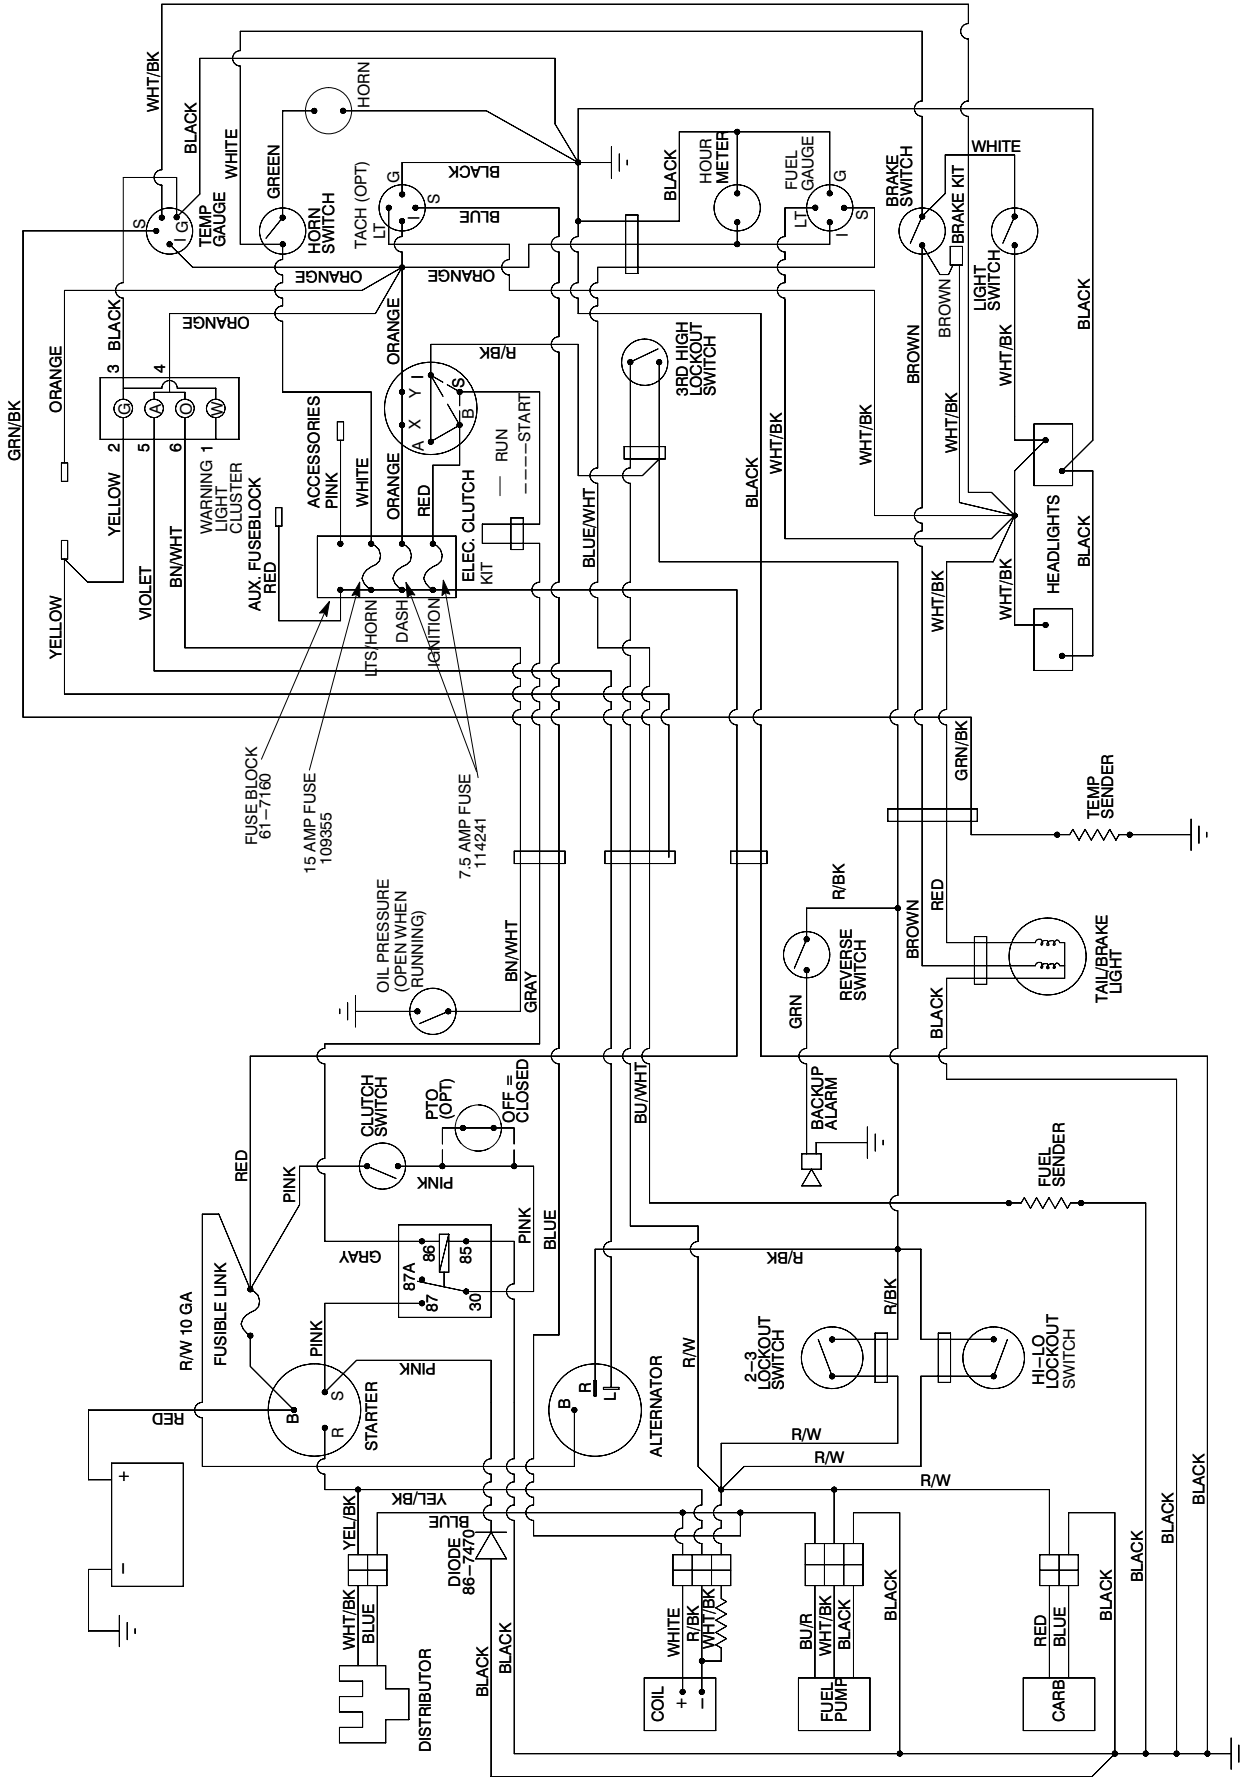 WHT/BK
BLACK
WHITE
GREEN
HORN
S
G
I
TEMP
GAUGE
HORN
SWITCH
TACH (OPT)
LT
G
I
S
BLACK
BLUE
ORANGE
ORANGE
ORANGE
BLACK
HOUR
METER
FUEL
GAUGE
LT
G
I
S
BRAKE
SWITCH
BRAKE KIT
WHITE
LIGHT
SWITCH
BROWN
BROWN
WHT/BK
BLACK
GRN/BK
ORANGE
BLACK
3
4
G
A
O
W
2
5
6
1
WARNING
LIGHT
CLUSTER
YELLOW
VIOLET
BN/WHT
YELLOW
ORANGE
R/BK
A
X
Y
I
B
S
RUN
START
ACCESSORIES
PINK
WHITE
ORANGE
RED
ELEC. CLUTCH
KIT
AUX. FUSEBLOCK
RED
LTS/HORN
DASH
IGNITION
3RD HIGH
LOCKOUT
SWITCH
BLUE/WHT
BLACK
WHT/BK
WHT/BK
WHT/BK
WHT/BK
WHT/BK
HEADLIGHTS
BLACK
FUSE BLOCK
61-7160
15 AMP FUSE
109355
7.5 AMP FUSE
114241
GRN/BK
TEMP
SENDER
OIL PRESSURE
(OPEN WHEN
RUNNING)
BN/WHT
GRAY
R/BK
REVERSE
SWITCH
GRN
BROWN
RED
BLACK
TAIL/BRAKE
LIGHT
BACKUP
ALARM
BU/WHT
FUEL
SENDER
CLUTCH
SWITCH
PTO
(OPT)
OFF =
CLOSED
RED
PINK
PINK
PINK
BLUE
GRAY
87A
86
85
87
30
R/W 10 GA
FUSIBLE LINK
PINK
PINK
RED
B
S
R
STARTER
B
R
L
ALTERNATOR
R/BK
R/W
R/BK
2-3
LOCKOUT
SWITCH
HI-LO
LOCKOUT
SWITCH
R/W
R/W
R/W
+
–
YEL/BK
YEL/BK
BLUE
DIODE
86-7470
WHT/BK
BLUE
DISTRIBUTOR
BLACK
BLACK
WHITE
R/BK
WHT/BK
COIL
+
–
BU/R
WHT/BK
BLACK
FUEL
PUMP
BLACK
RED
BLUE
CARB
BLACK
BLACK
BLACK
BLACK